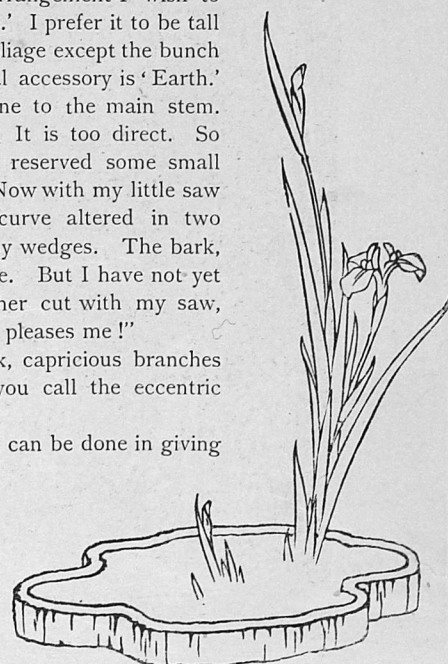 rrangement I wish to
.' I prefer it to be tall
liage except the bunch
l accessory is 'Earth.'
ne to the main stem.
It is too direct. So
reserved some small
Now with my little saw
curve altered in two
y wedges. The bark,
e. But I have not yet
her cut with my saw,
pleases me!"
k, capricious branches
you call the eccentric
can be done in giving